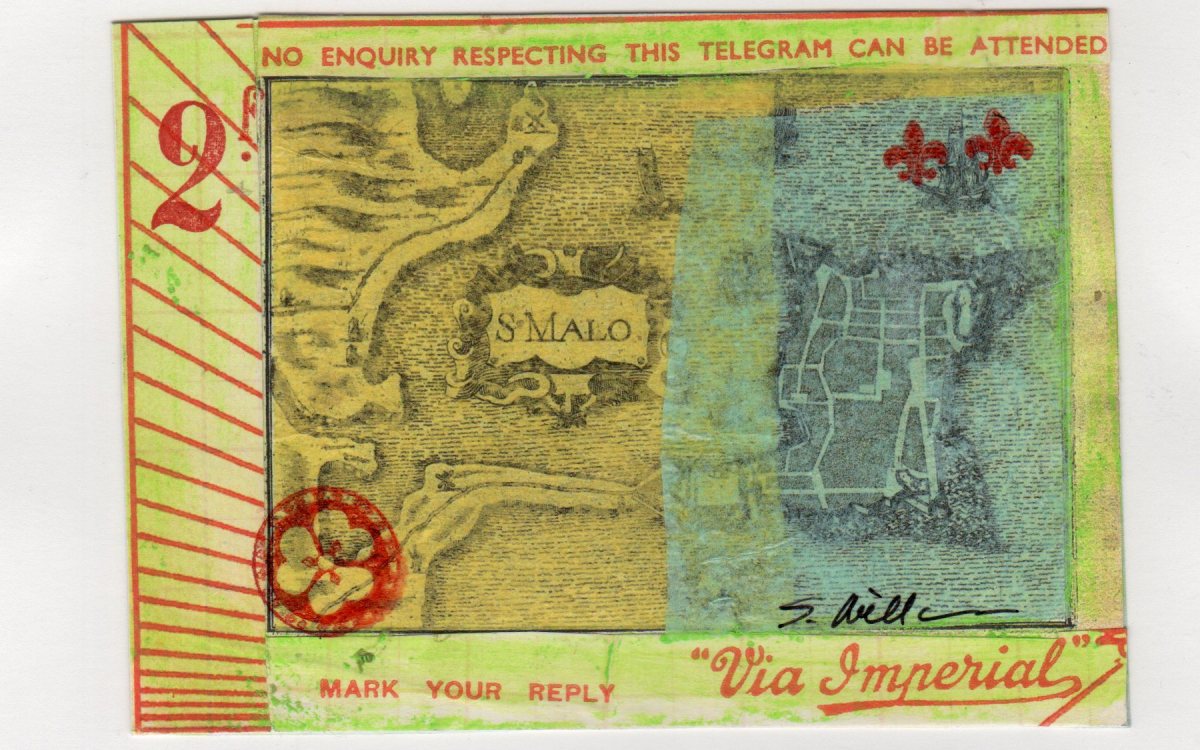 NO ENQUIRY RESPECTING THIS TELEGRAM CAN BE ATTENDED
2
S. MALO.
MARK YOUR REPLY
"Via Imperial"